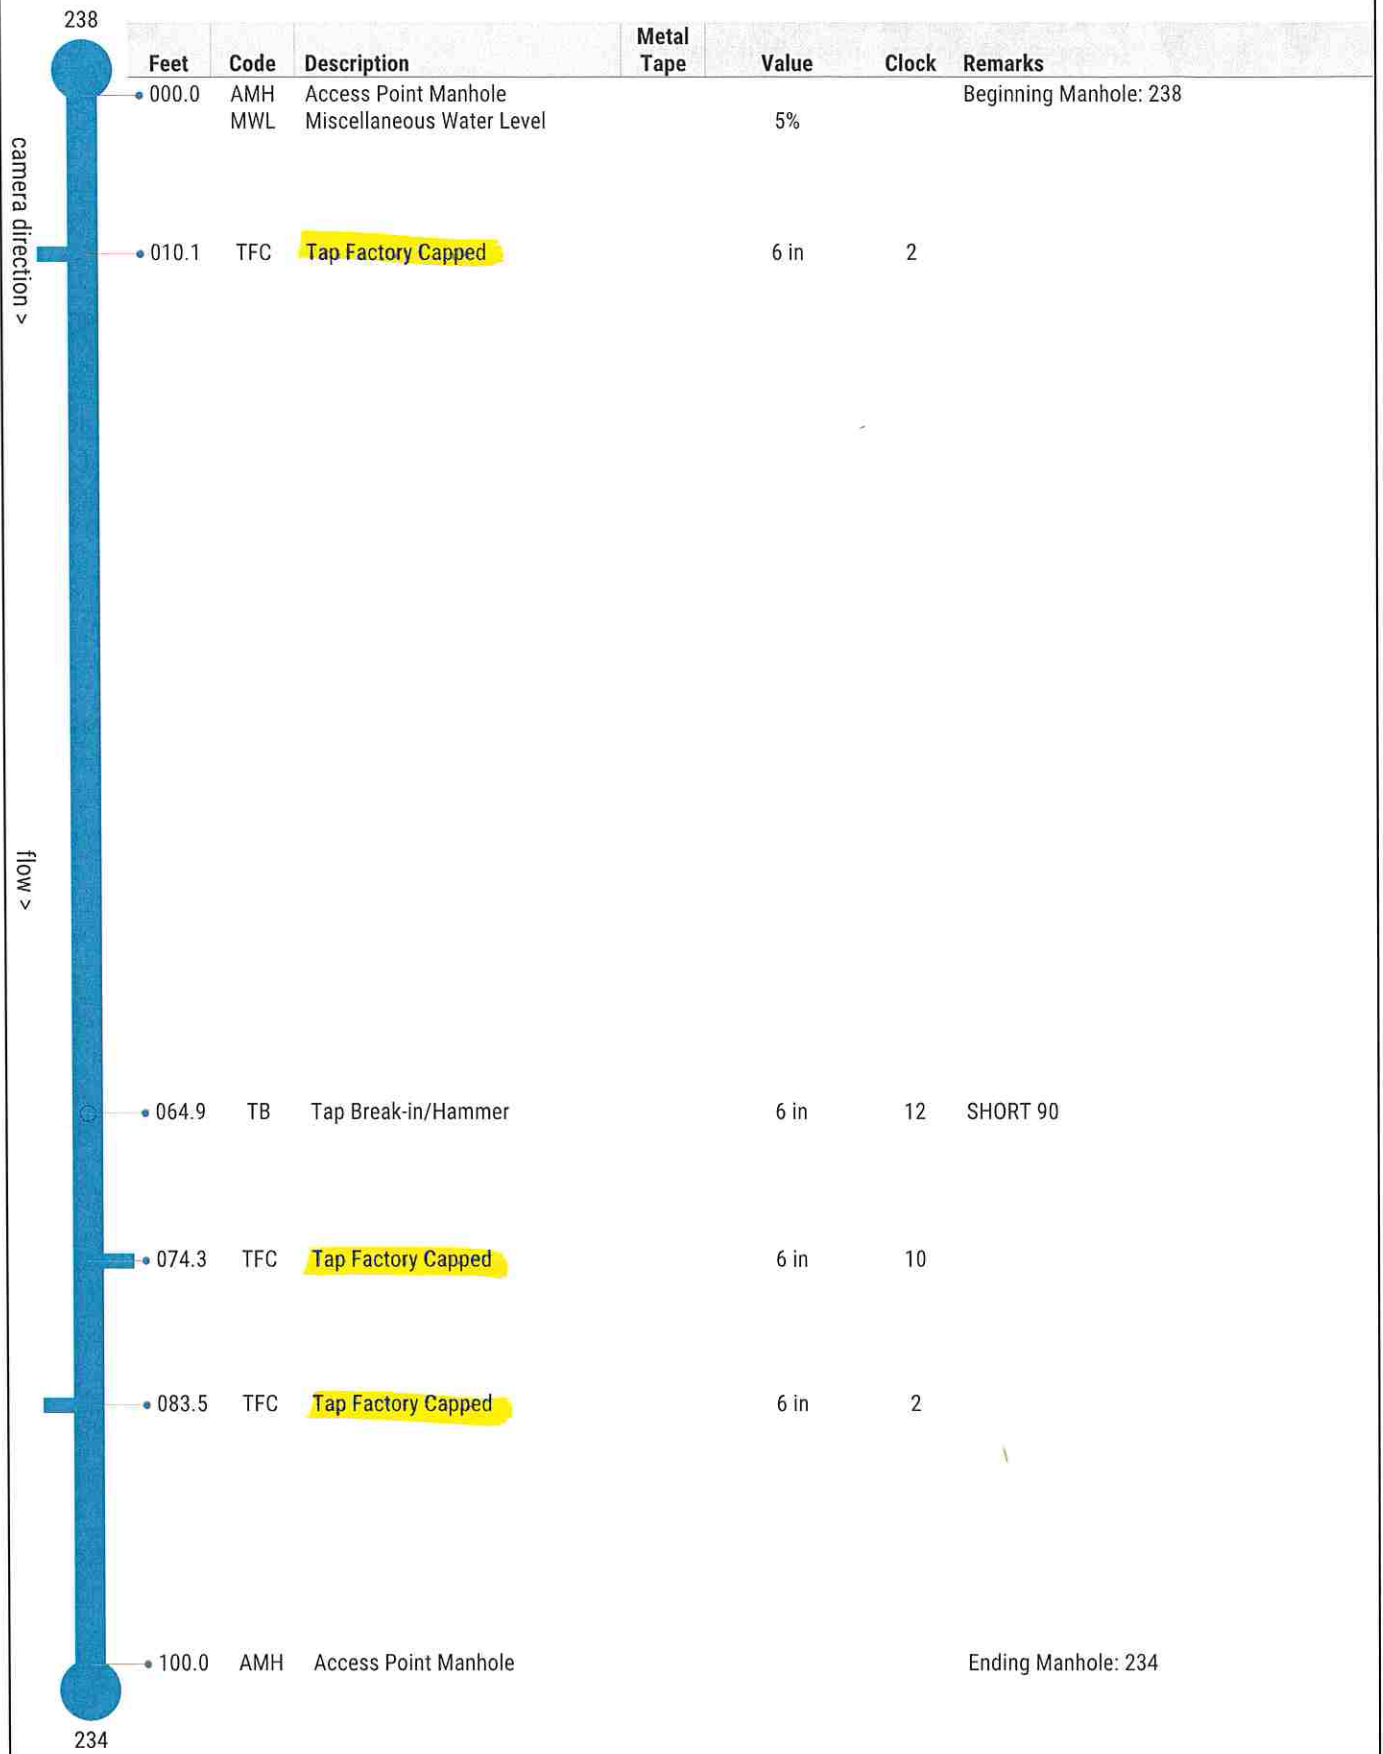 238
Feet Code Description Metal Tape Value Clock Remarks
000.0 AMH Access Point Manhole Beginning Manhole: 238
MWL Miscellaneous Water Level 5%
camera direction >
010.1 TFC Tap Factory Capped 6 in 2
flow >
064.9 TB Tap Break-in/Hammer 6 in 12 SHORT 90
074.3 TFC Tap Factory Capped 6 in 10
083.5 TFC Tap Factory Capped 6 in 2
100.0 AMH Access Point Manhole Ending Manhole: 234
234